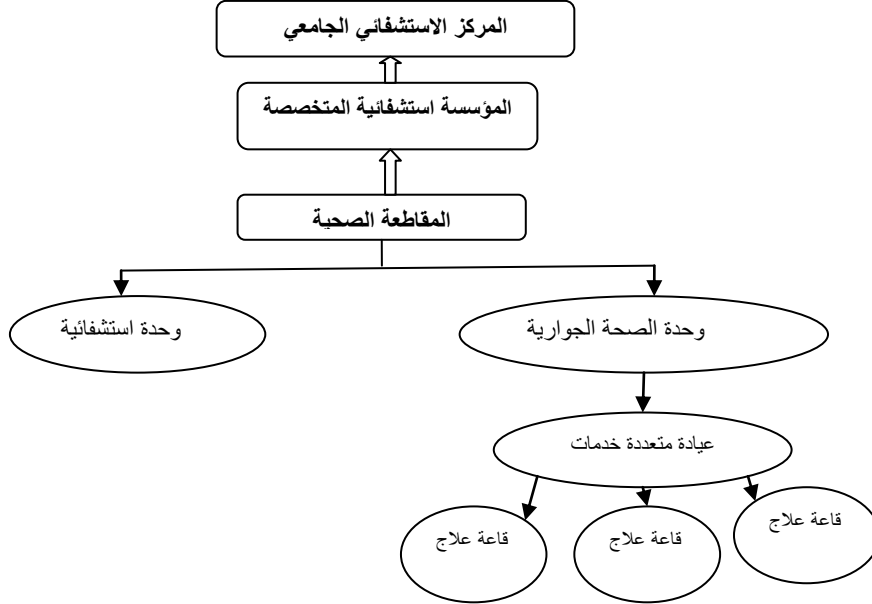 المركز الاستشفائي الجامعي
المؤسسة استشفائية المتخصصة
المقاطعة الصحية
وحدة الصحة الجوارية
وحدة استشفائية
عيادة متعددة خدمات
قاعة علاج
قاعة علاج
قاعة علاج